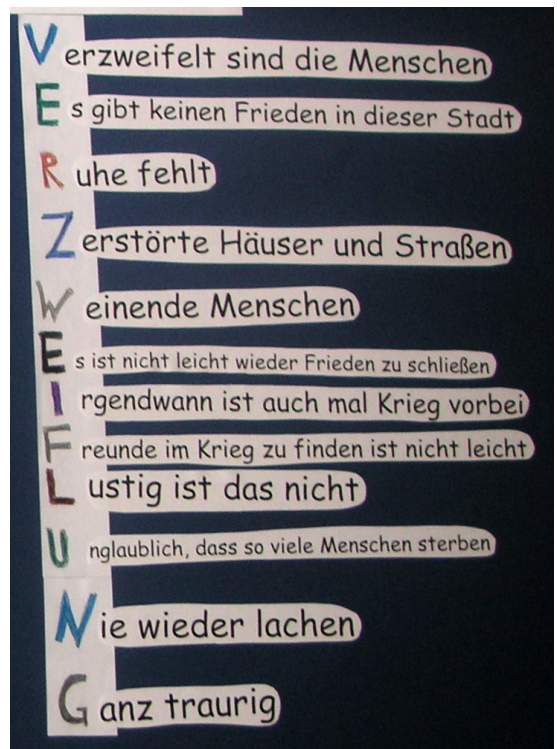 Verzweifelt sind die Menschen
Es gibt keinen Frieden in dieser Stadt
Ruhe fehlt
Zerstörte Häuser und Straßen
Weinende Menschen
Es ist nicht leicht wieder Frieden zu schließen
Irgendwann ist auch mal Krieg vorbei
Freunde im Krieg zu finden ist nicht leicht
Lustig ist das nicht
Unglaublich, dass so viele Menschen sterben
Nie wieder lachen
Ganz traurig